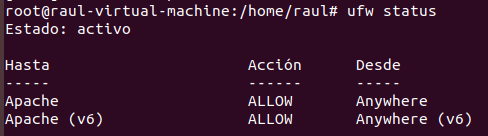 root@raul-virtual-machine:/home/raul# ufw status
Estado: activo
Hasta Acción Desde
----- ------ -----
Apache ALLOW Anywhere
Apache (v6) ALLOW Anywhere (v6)